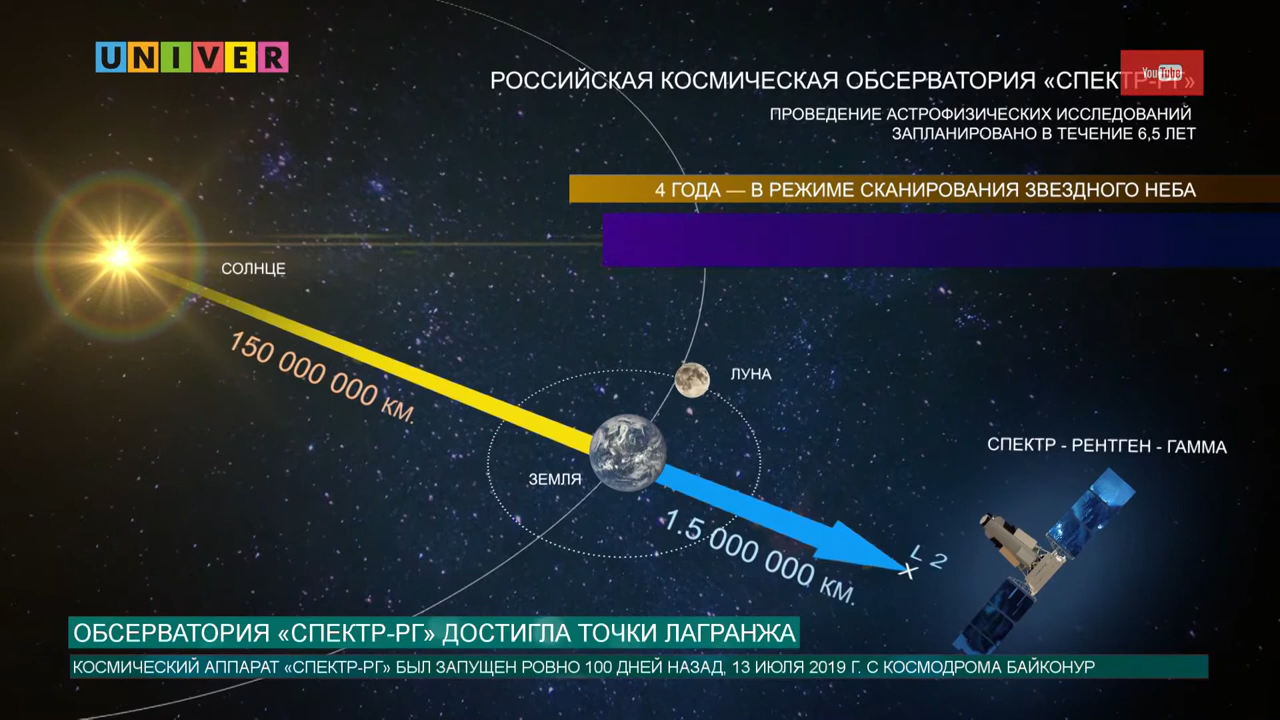 UNIVER
РОССИЙСКАЯ КОСМИЧЕСКАЯ ОБСЕРВАТОРИЯ «СПЕКТР-РГ»
YouTube
ПРОВЕДЕНИЕ АСТРОФИЗИЧЕСКИХ ИССЛЕДОВАНИЙ
ЗАПЛАНИРОВАНО В ТЕЧЕНИЕ 6,5 ЛЕТ
4 ГОДА — В РЕЖИМЕ СКАНИРОВАНИЯ ЗВЕЗДНОГО НЕБА
СОЛНЦЕ
150 000 000 КМ.
ЛУНА
СПЕКТР - РЕНТГЕН - ГАММА
ЗЕМЛЯ
1.5 000 000 КМ.
L 2
ОБСЕРВАТОРИЯ «СПЕКТР-РГ» ДОСТИГЛА ТОЧКИ ЛАГРАНЖА
КОСМИЧЕСКИЙ АППАРАТ «СПЕКТР-РГ» БЫЛ ЗАПУЩЕН РОВНО 100 ДНЕЙ НАЗАД, 13 ИЮЛЯ 2019 Г. С КОСМОДРОМА БАЙКОНУР